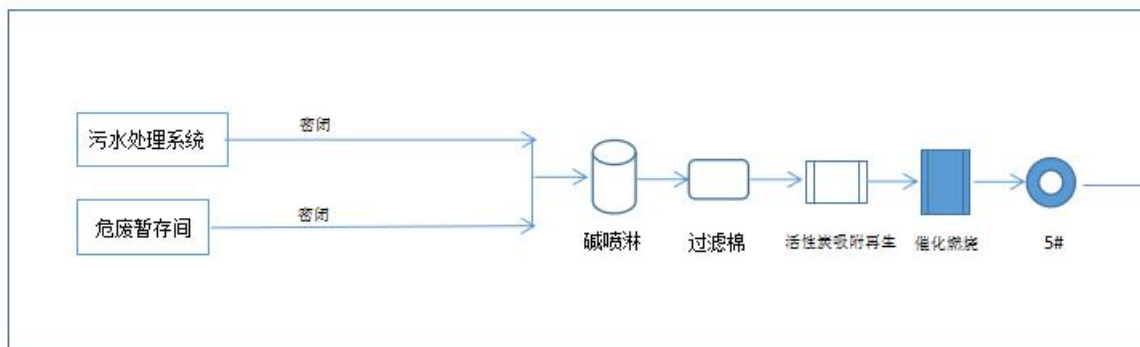 密闭
污水处理系统
密闭
危废暂存间
碱喷淋
过滤棉
活性炭吸附再生
催化燃烧
5#